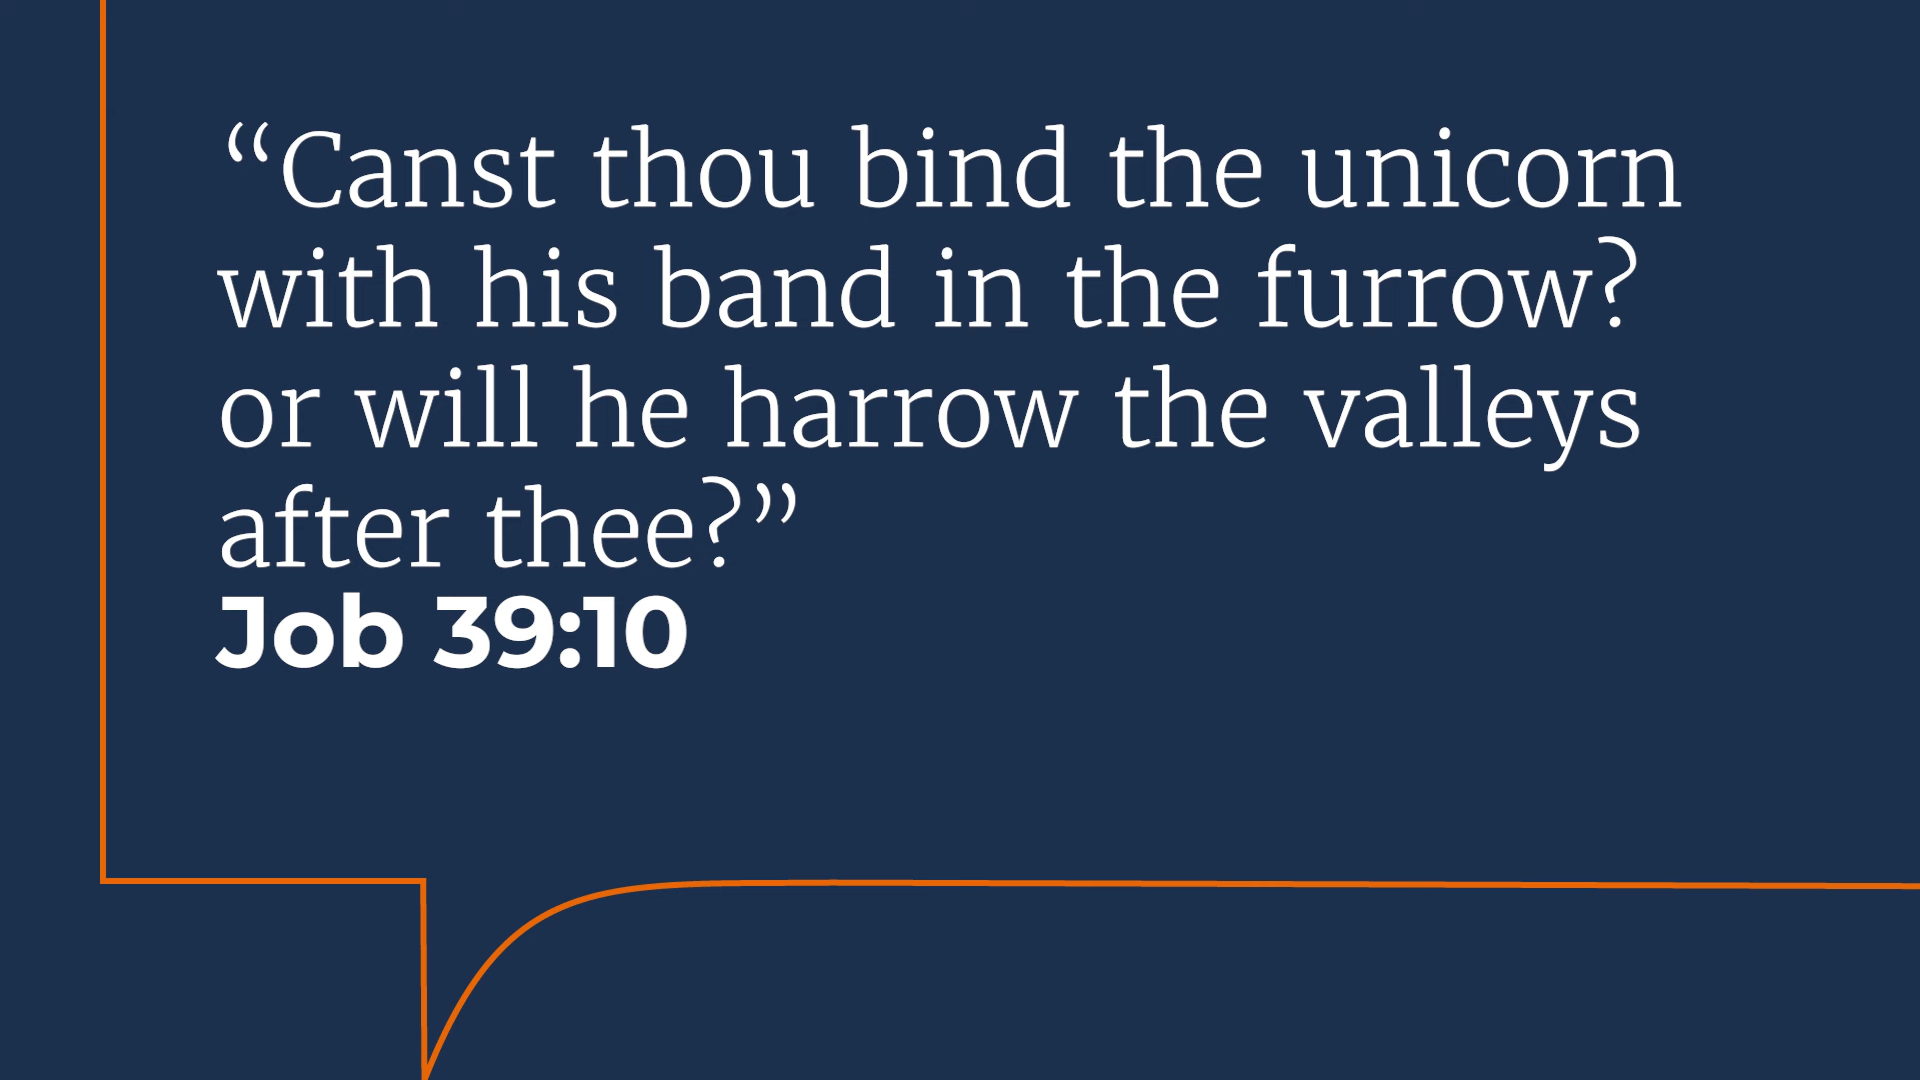 “Canst thou bind the unicorn
with his band in the furrow?
or will he harrow the valleys
after thee?”
Job 39:10